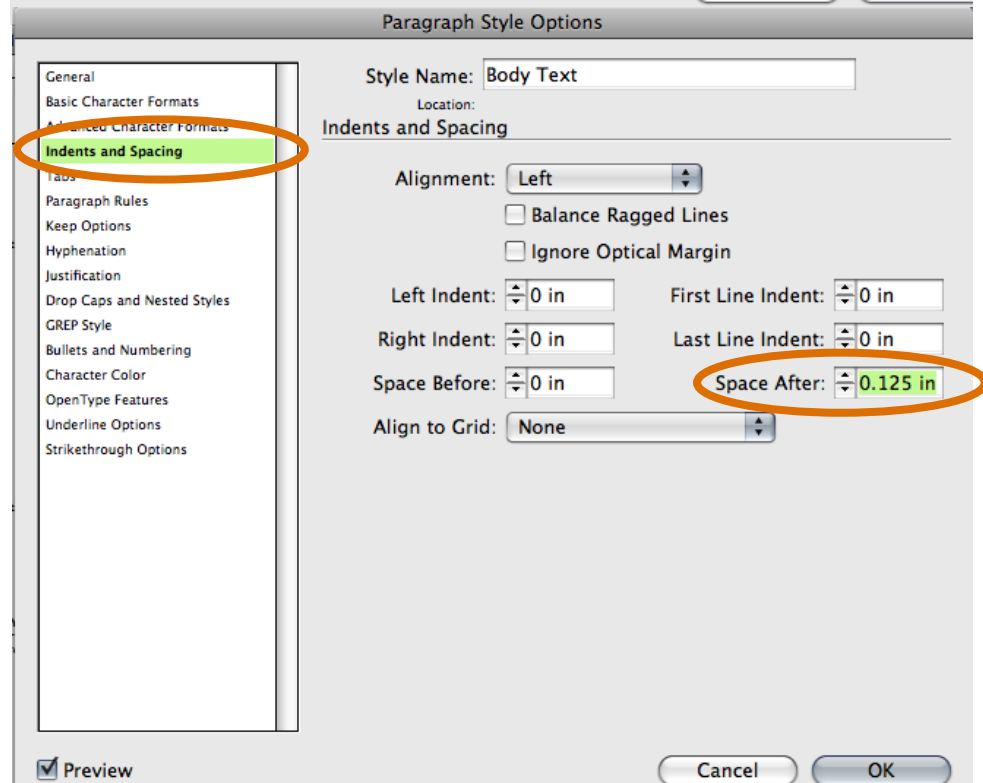 Paragraph Style Options
General
Basic Character Formats
Advanced Character Formats
Indents and Spacing
Tabs
Paragraph Rules
Keep Options
Hyphenation
Justification
Drop Caps and Nested Styles
GREP Style
Bullets and Numbering
Character Color
OpenType Features
Underline Options
Strikethrough Options
Style Name: Body Text
Location:
Indents and Spacing
Alignment: Left
Balance Ragged Lines
Ignore Optical Margin
Left Indent: 0 in First Line Indent: 0 in
Right Indent: 0 in Last Line Indent: 0 in
Space Before: 0 in Space After: 0.125 in
Align to Grid: None
Preview Cancel OK